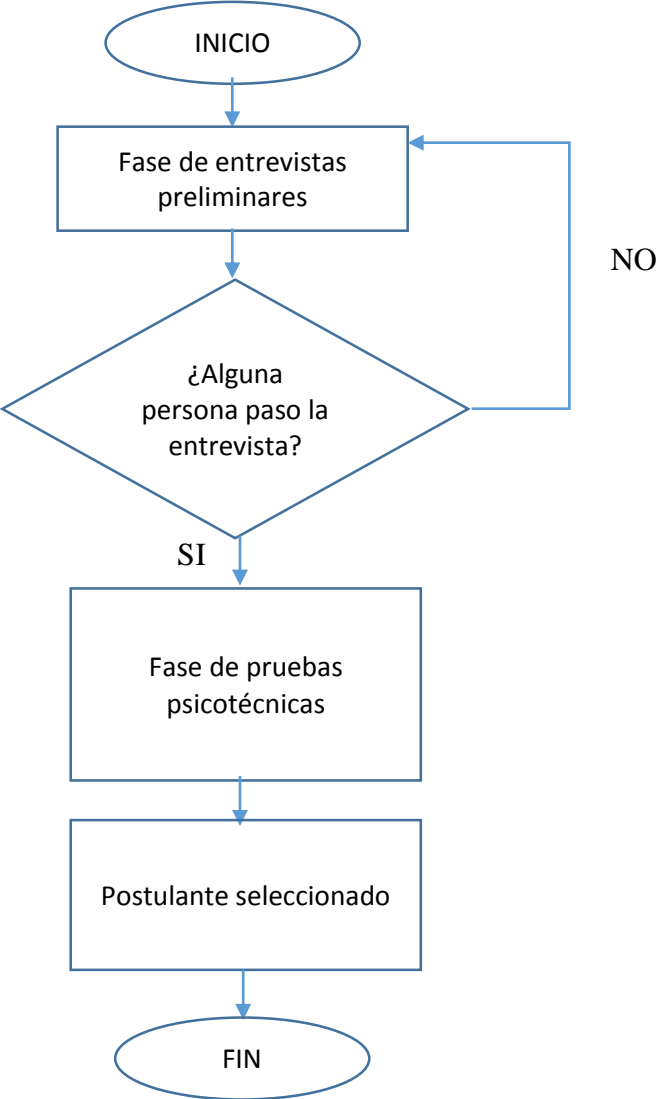 INICIO
Fase de entrevistas
preliminares
NO
¿Alguna
persona paso la
entrevista?
SI
Fase de pruebas
psicotécnicas
Postulante seleccionado
FIN